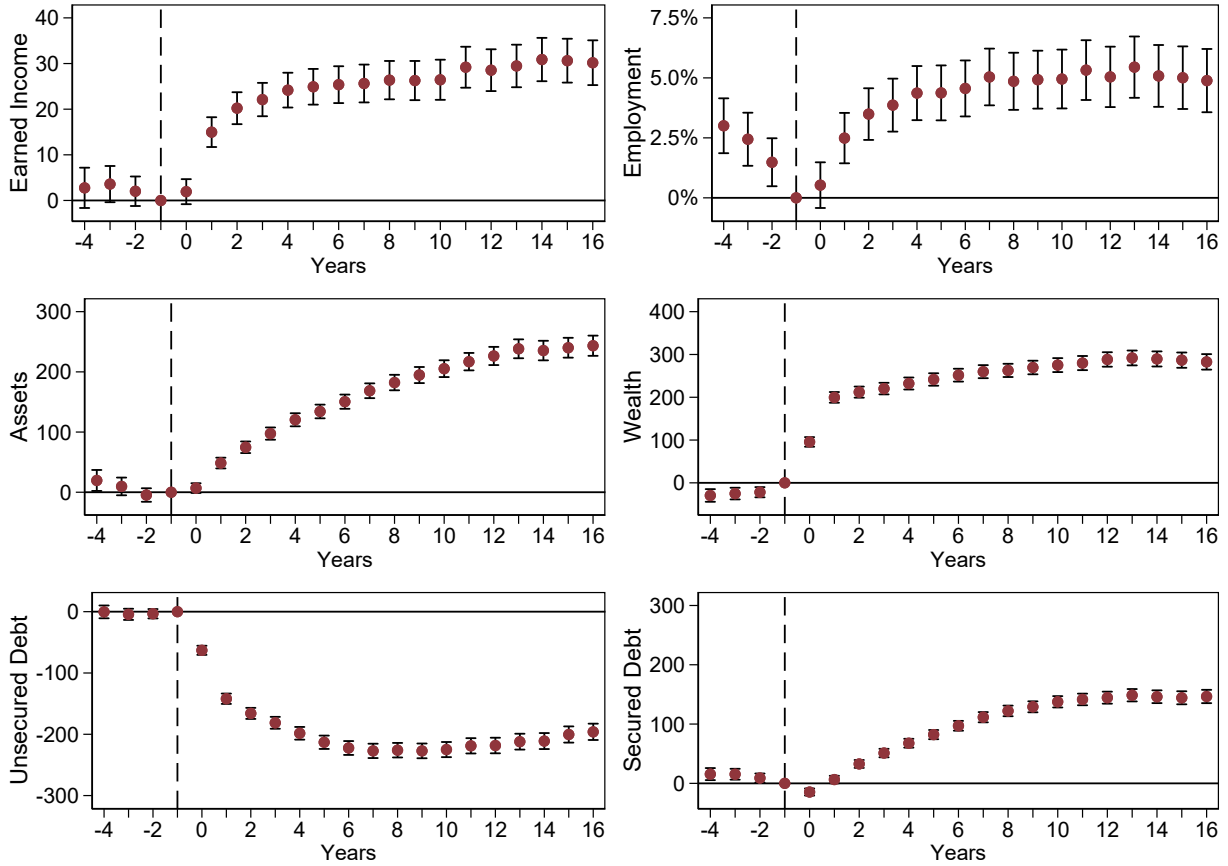 Earned Income
40
30
20
10
0
-4 -2 0 2 4 6 8 10 12 14 16
Years
Employment
7.5%
5.0%
2.5%
0%
-4 -2 0 2 4 6 8 10 12 14 16
Years
Assets
300
200
100
0
-4 -2 0 2 4 6 8 10 12 14 16
Years
Wealth
400
300
200
100
0
-4 -2 0 2 4 6 8 10 12 14 16
Years
Unsecured Debt
0
-100
-200
-300
-4 -2 0 2 4 6 8 10 12 14 16
Years
Secured Debt
300
200
100
0
-4 -2 0 2 4 6 8 10 12 14 16
Years